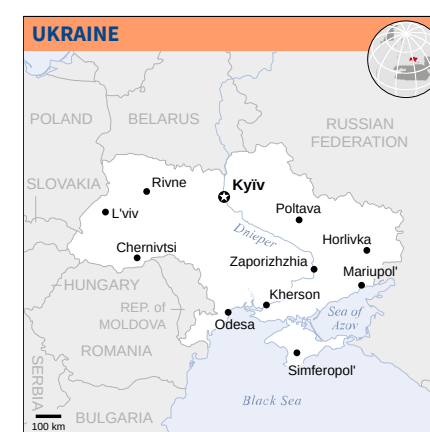 UKRAINE
POLAND
BELARUS
RUSSIAN
FEDERATION
SLOVAKIA
Rivne
Kyïv
L'viv
Poltava
Dnieper
Chernivtsi
Horlivka
Zaporizhzhia
Mariupol'
HUNGARY
Kherson
REP. of
MOLDOVA
Odesa
Sea of
Azov
ROMANIA
Simferopol'
SERBIA
Black Sea
BULGARIA
100 km